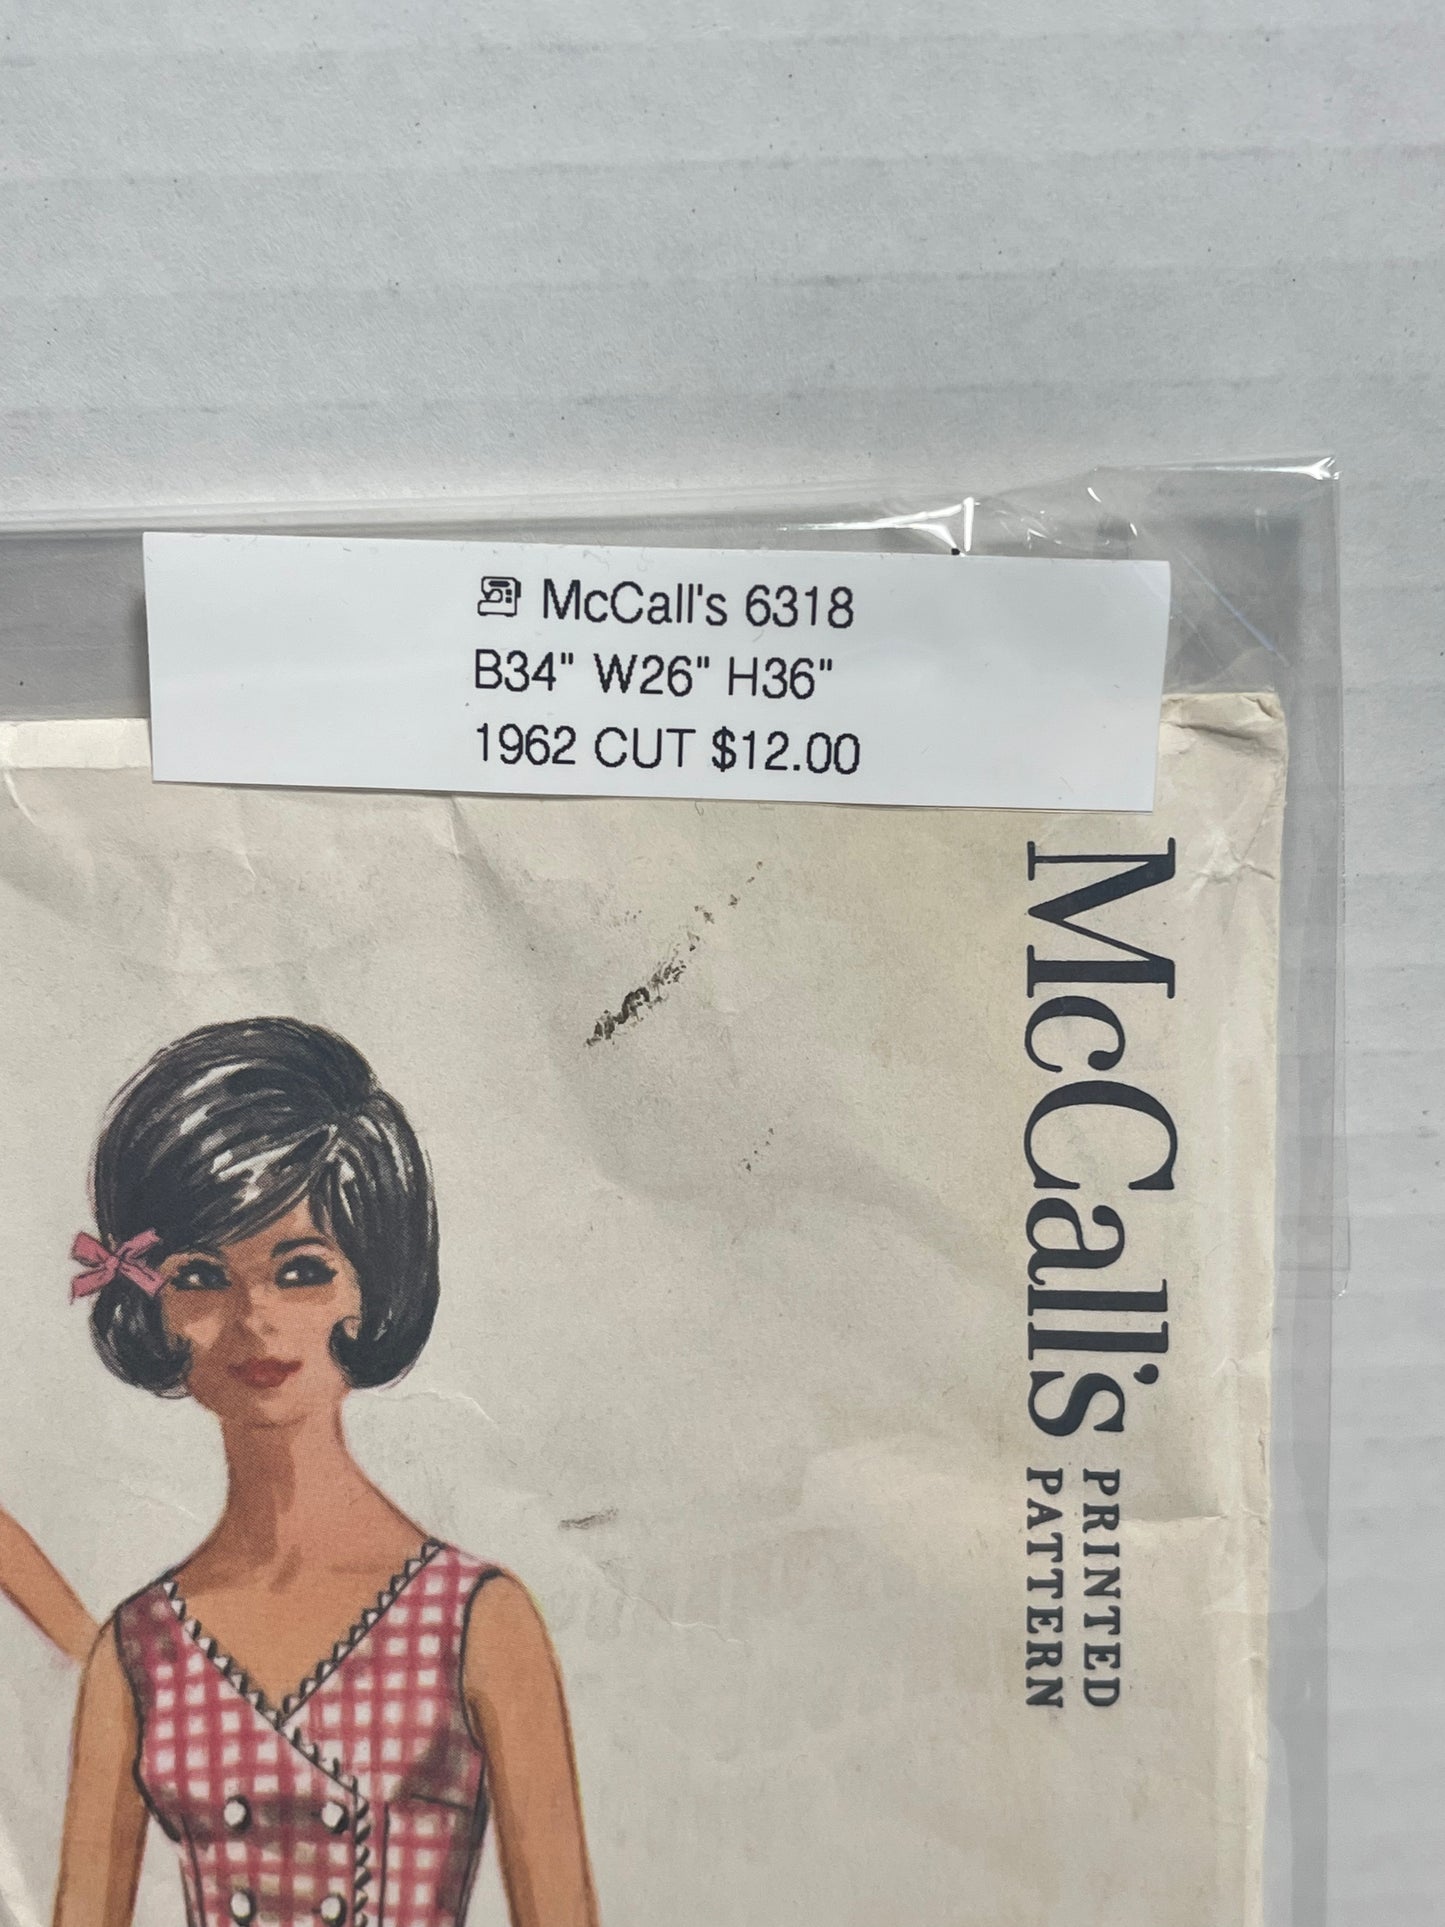 McCall's 6318
B34" W26" H36"
1962 CUT $12.00
McCall's
PRINTED
PATTERN